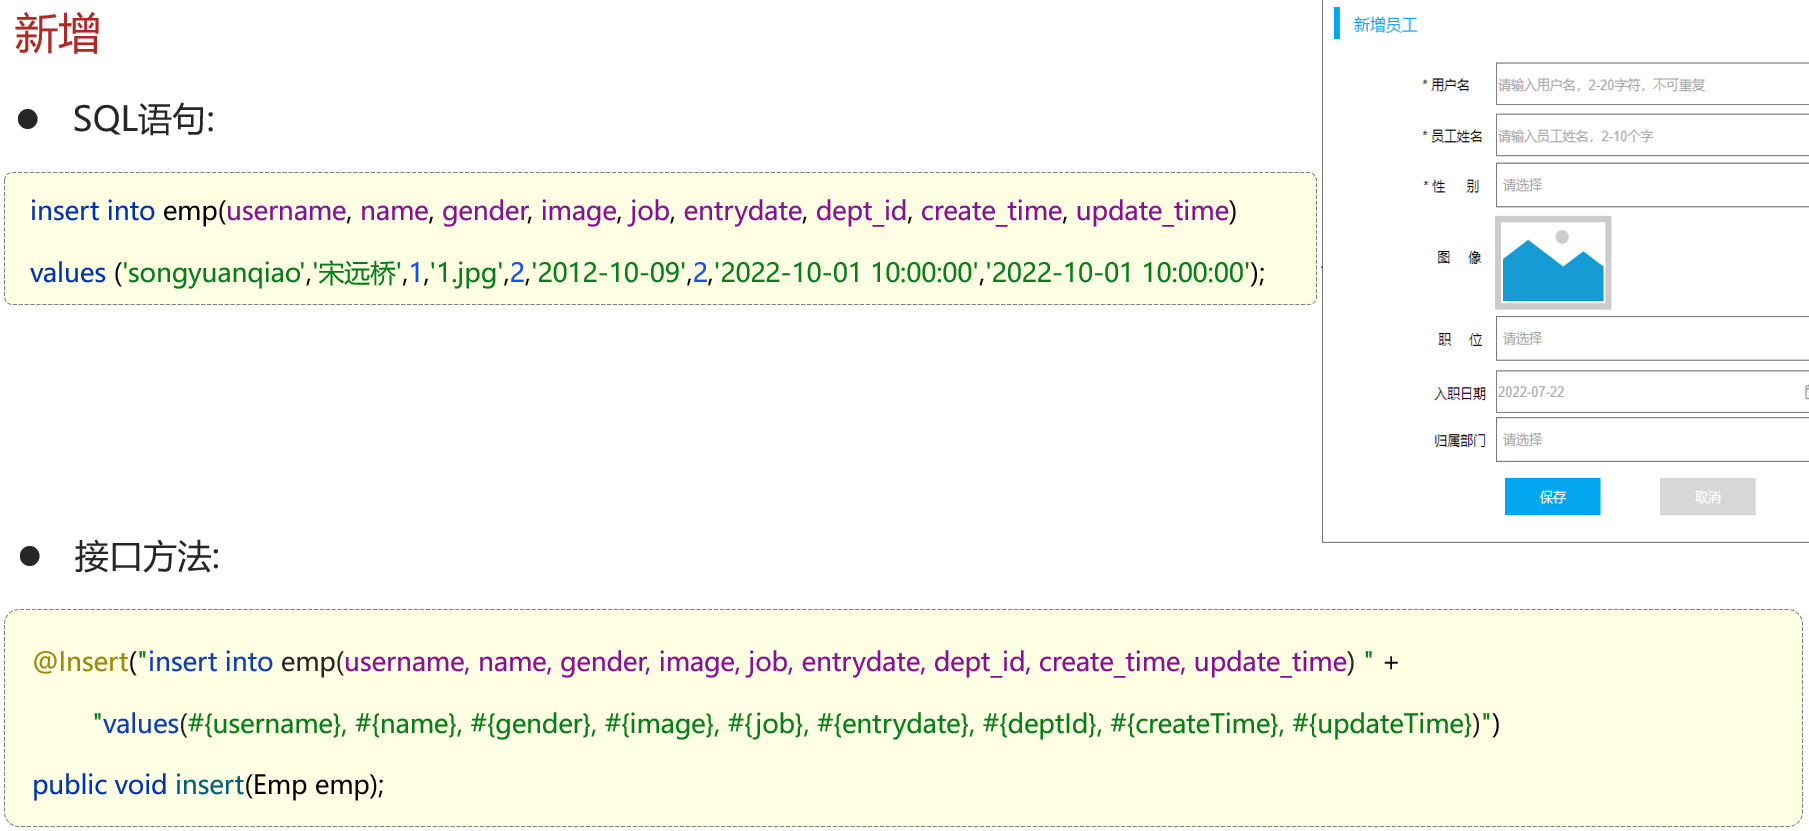 新增
SQL语句:
insert into emp(username, name, gender, image, job, entrydate, dept_id, create_time, update_time)
values ('songyuanqiao','宋远桥',1,'1.jpg',2,'2012-10-09',2,'2022-10-01 10:00:00','2022-10-01 10:00:00');
新增员工
* 用户名 请输入用户名，2-20字符，不可重复
* 员工姓名 请输入员工姓名，2-10个字
* 性 别 请选择
图 像
职 位 请选择
入职日期 2022-07-22
归属部门 请选择
保存 取消
接口方法:
@Insert("insert into emp(username, name, gender, image, job, entrydate, dept_id, create_time, update_time) " +
"values(#{username}, #{name}, #{gender}, #{image}, #{job}, #{entrydate}, #{deptId}, #{createTime}, #{updateTime})")
public void insert(Emp emp);